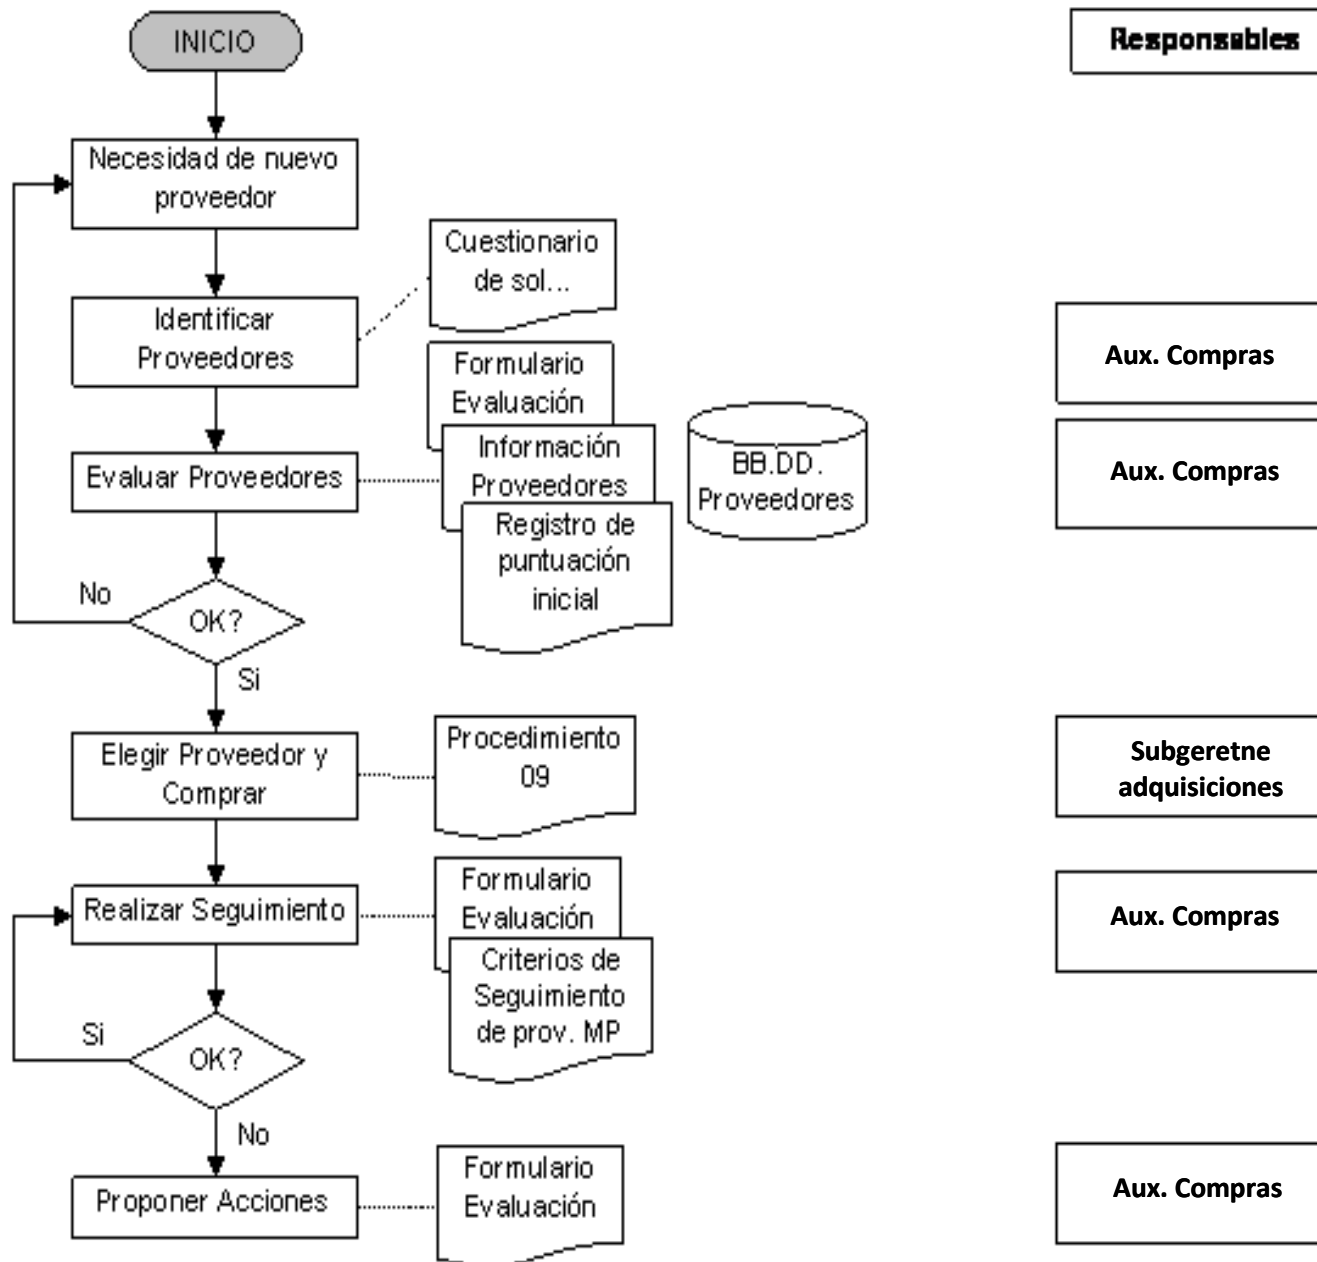 INICIO
Responsables
Necesidad de nuevo
proveedor
Cuestionario
de sol...
Identificar
Proveedores
Aux. Compras
Formulario
Evaluación
Información
Proveedores
Registro de
puntuación
inicial
BB.DD.
Proveedores
Evaluar Proveedores
Aux. Compras
No
OK?
Si
Elegir Proveedor y
Comprar
Procedimiento
09
Subgeretne
adquisiciones
Realizar Seguimiento
Formulario
Evaluación
Criterios de
Seguimiento
de prov. MP
Aux. Compras
Si
OK?
No
Proponer Acciones
Formulario
Evaluación
Aux. Compras